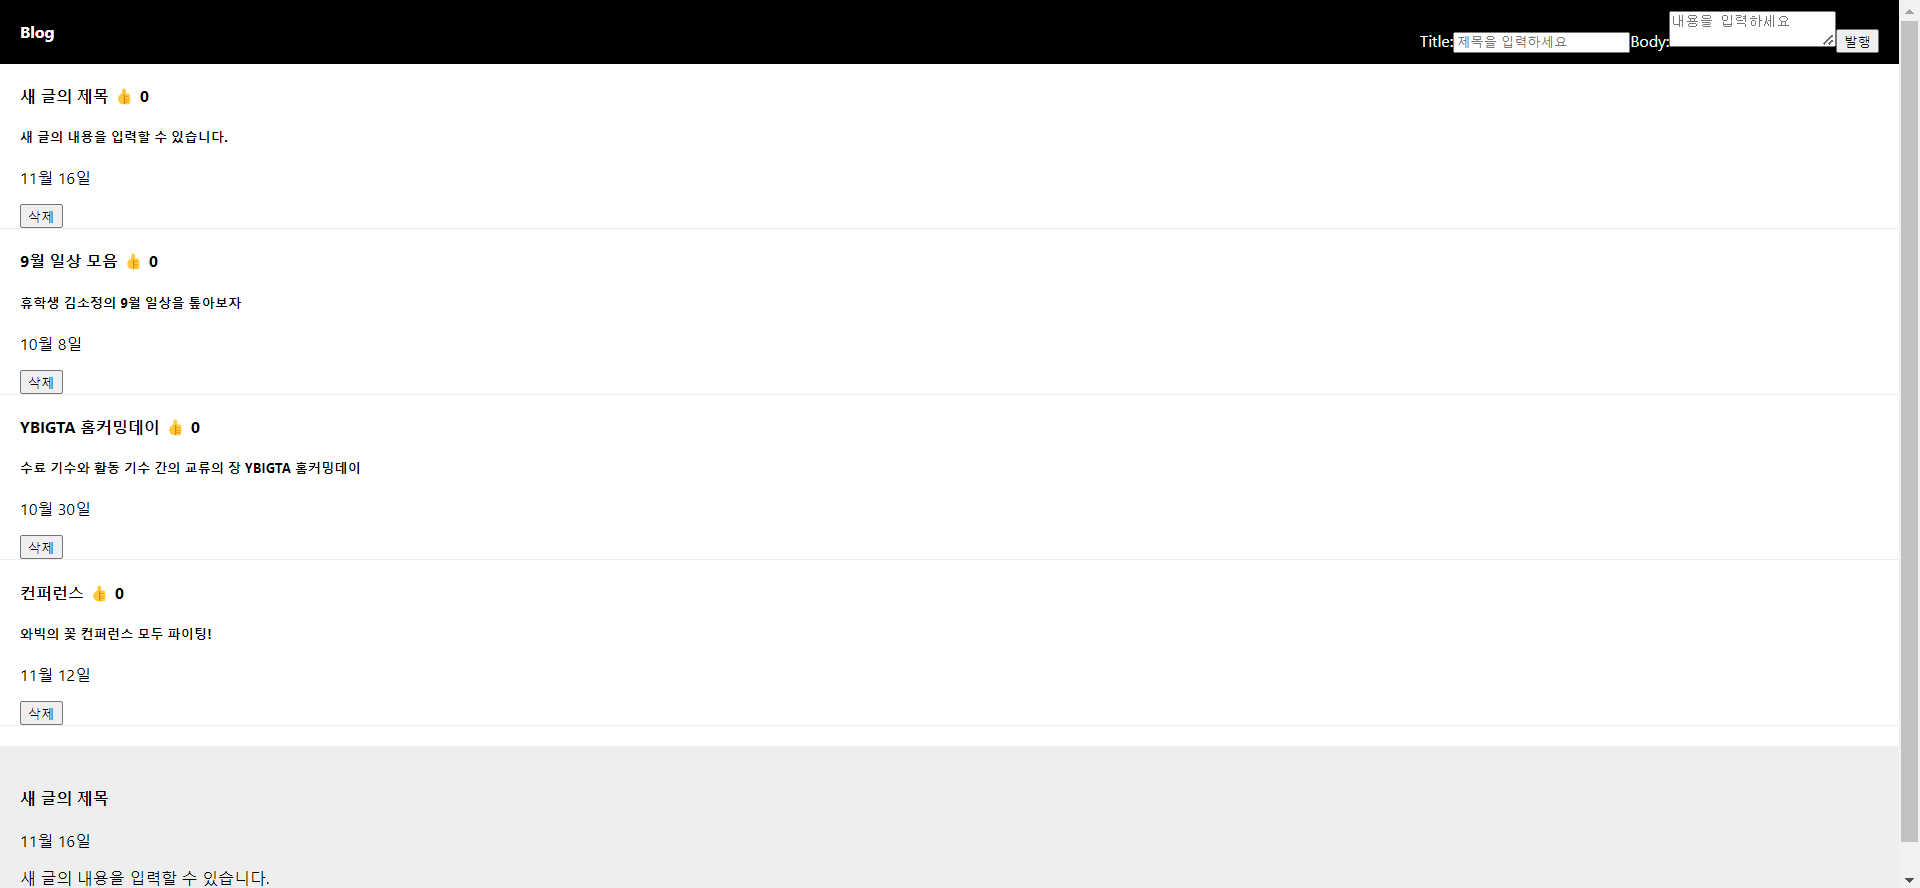 Blog
Title: 제목을 입력하세요 Body: 내용을 입력하세요 발행
새 글의 제목 👍 0
새 글의 내용을 입력할 수 있습니다.
11월 16일
삭제
9월 일상 모음 👍 0
휴학생 김소정의 9월 일상을 톺아보자
10월 8일
삭제
YBIGTA 홈커밍데이 👍 0
수료 기수와 활동 기수 간의 교류의 장 YBIGTA 홈커밍데이
10월 30일
삭제
컨퍼런스 👍 0
와빅의 꽃 컨퍼런스 모두 파이팅!
11월 12일
삭제
새 글의 제목
11월 16일
새 글의 내용을 입력할 수 있습니다.